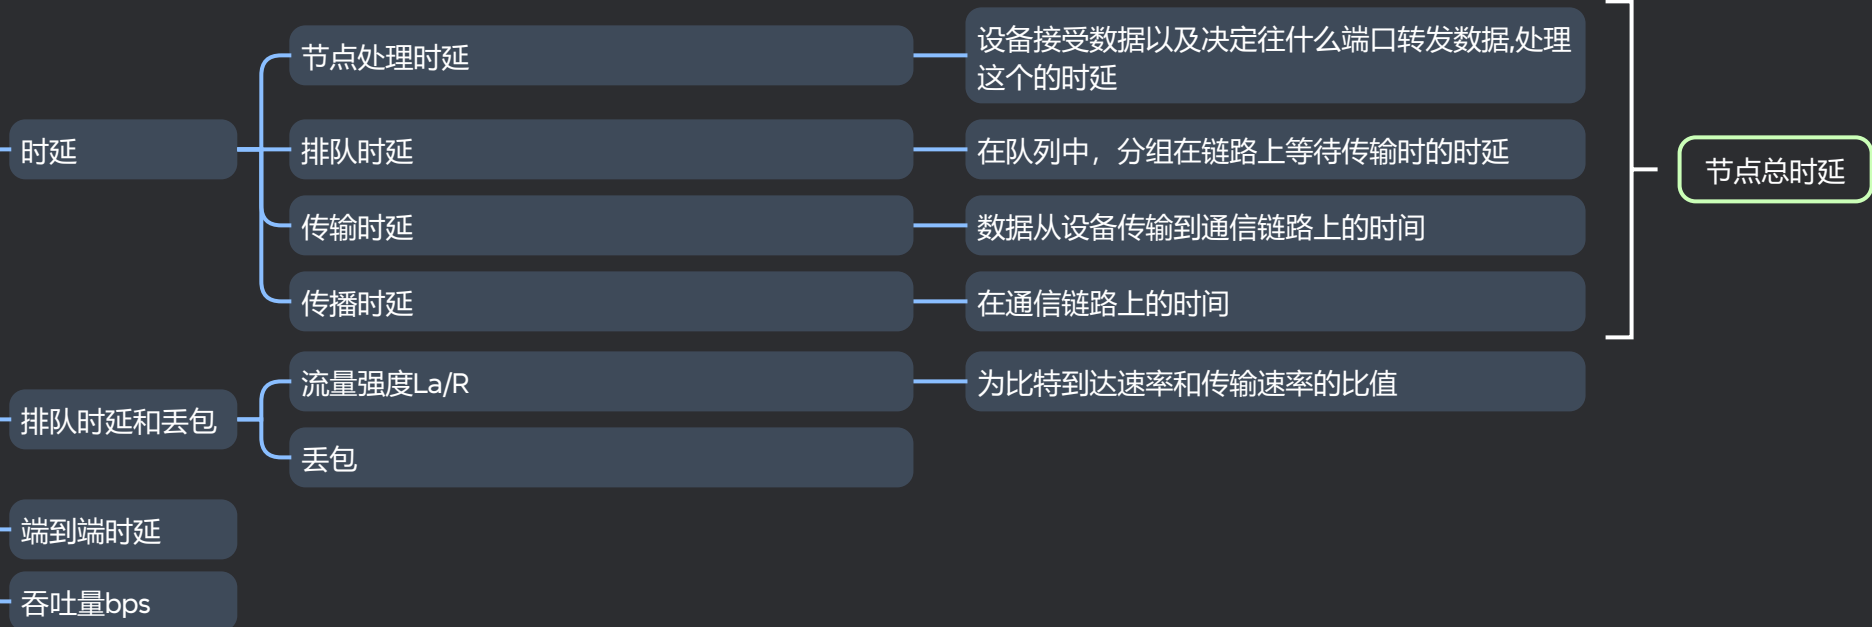 时延
节点处理时延
设备接受数据以及决定往什么端口转发数据,处理
这个的时延
排队时延
在队列中，分组在链路上等待传输时的时延
传输时延
数据从设备传输到通信链路上的时间
传播时延
在通信链路上的时间
节点总时延
排队时延和丢包
流量强度La/R
为比特到达速率和传输速率的比值
丢包
端到端时延
吞吐量bps